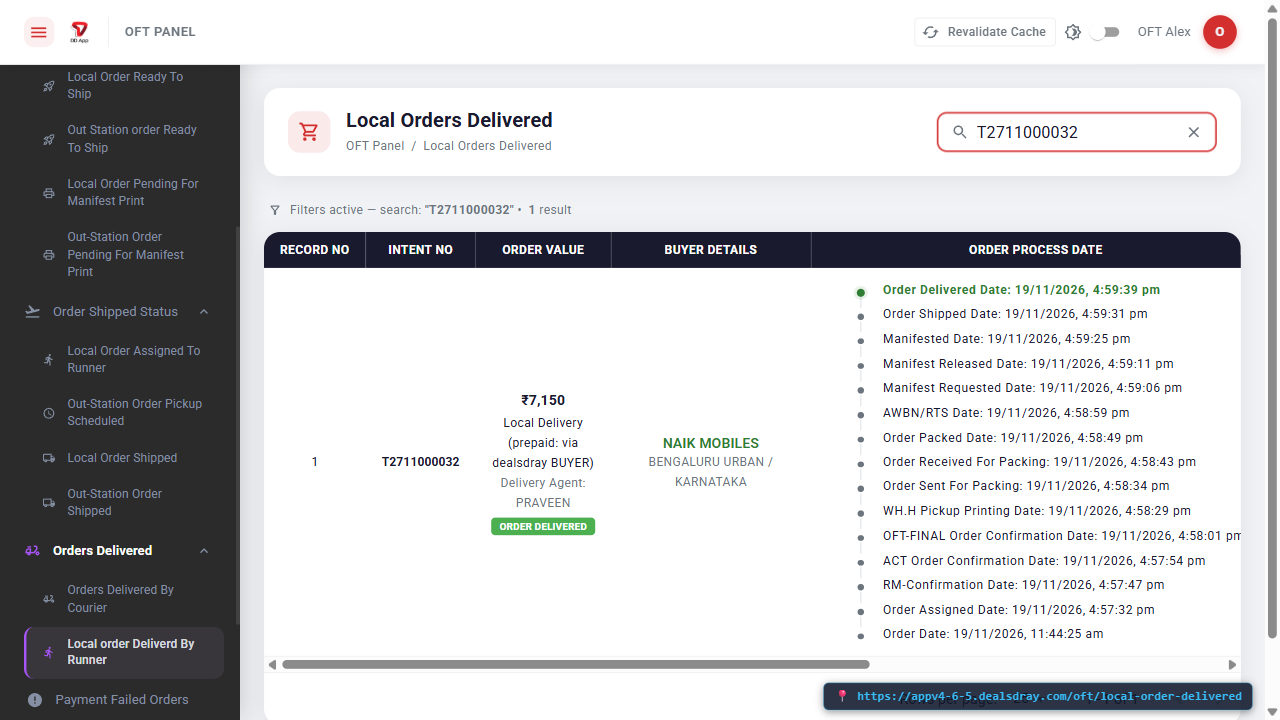 DD App
OFT PANEL
Revalidate Cache
OFT Alex
O
Local Order Ready To
Ship
Out Station order Ready
To Ship
Local Order Pending For
Manifest Print
Out-Station Order
Pending For Manifest
Print
Order Shipped Status
Local Order Assigned To
Runner
Out-Station Order Pickup
Scheduled
Local Order Shipped
Out-Station Order
Shipped
Orders Delivered
Orders Delivered By
Courier
Local order Deliverd By
Runner
Payment Failed Orders
Local Orders Delivered
OFT Panel / Local Orders Delivered
T2711000032
Filters active — search: "T2711000032" • 1 result
RECORD NO INTENT NO ORDER VALUE BUYER DETAILS ORDER PROCESS DATE
1
T2711000032
₹7,150
Local Delivery
(prepaid: via
dealsdray BUYER)
Delivery Agent:
PRAVEEN
ORDER DELIVERED
NAIK MOBILES
BENGALURU URBAN /
KARNATAKA
Order Delivered Date: 19/11/2026, 4:59:39 pm
Order Shipped Date: 19/11/2026, 4:59:31 pm
Manifested Date: 19/11/2026, 4:59:25 pm
Manifest Released Date: 19/11/2026, 4:59:11 pm
Manifest Requested Date: 19/11/2026, 4:59:06 pm
AWBN/RTS Date: 19/11/2026, 4:58:59 pm
Order Packed Date: 19/11/2026, 4:58:49 pm
Order Received For Packing: 19/11/2026, 4:58:43 pm
Order Sent For Packing: 19/11/2026, 4:58:34 pm
WH.H Pickup Printing Date: 19/11/2026, 4:58:29 pm
OFT-FINAL Order Confirmation Date: 19/11/2026, 4:58:01 pm
ACT Order Confirmation Date: 19/11/2026, 4:57:54 pm
RM-Confirmation Date: 19/11/2026, 4:57:47 pm
Order Assigned Date: 19/11/2026, 4:57:32 pm
Order Date: 19/11/2026, 11:44:25 am
https://appv4-6-5.dealsdray.com/oft/local-order-delivered